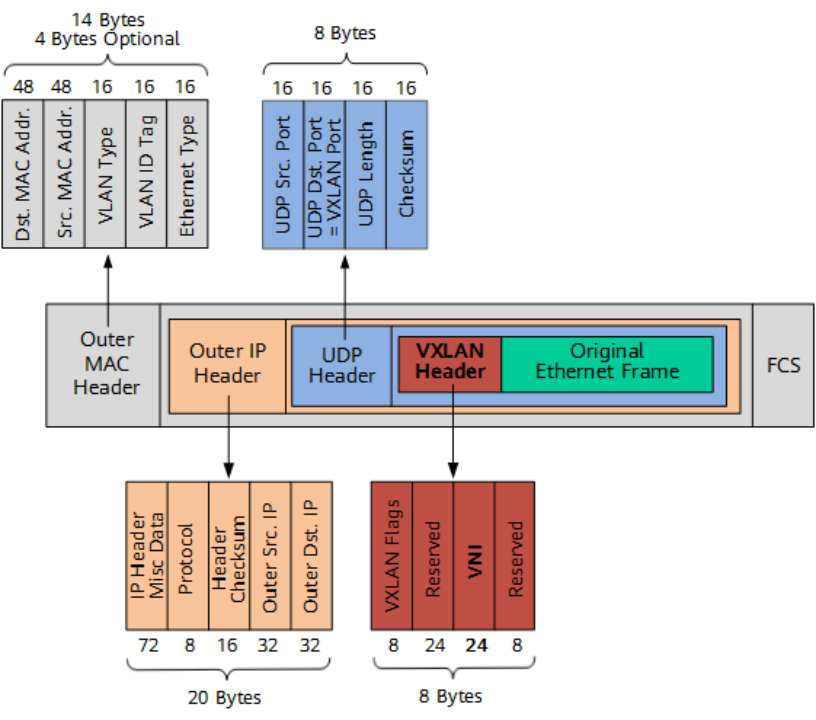 14 Bytes
4 Bytes Optional
48 48 16 16 16
Dst. MAC Addr.
Src. MAC Addr.
VLAN Type
VLAN ID Tag
Ethernet Type
8 Bytes
16 16 16 16
UDP Src. Port
UDP Dst. Port
= VXLAN Port
UDP Length
Checksum
Outer
MAC
Header
Outer IP
Header
UDP
Header
VXLAN
Header
Original
Ethernet Frame
FCS
IP Header
Misc Data
Protocol
Header
Checksum
Outer Src. IP
Outer Dst. IP
72 8 16 32 32
20 Bytes
VXLAN Flags
Reserved
VNI
Reserved
8 24 24 8
8 Bytes